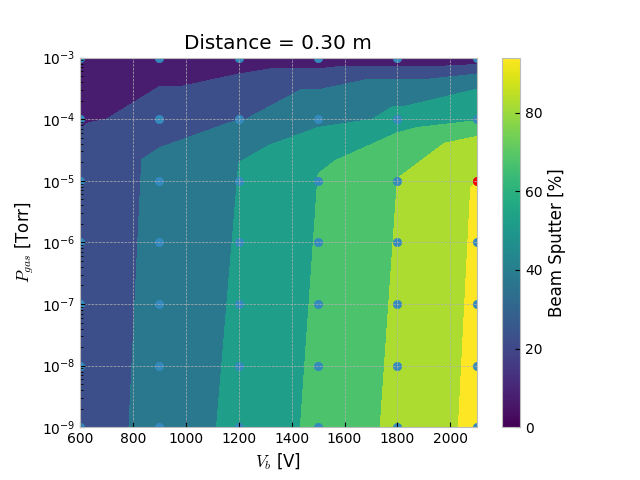 Distance = 0.30 m
10⁻³
10⁻⁴
10⁻⁵
10⁻⁶
10⁻⁷
10⁻⁸
10⁻⁹
P_gas [Torr]
600 800 1000 1200 1400 1600 1800 2000
V_b [V]
80
60
40
20
0
Beam Sputter [%]